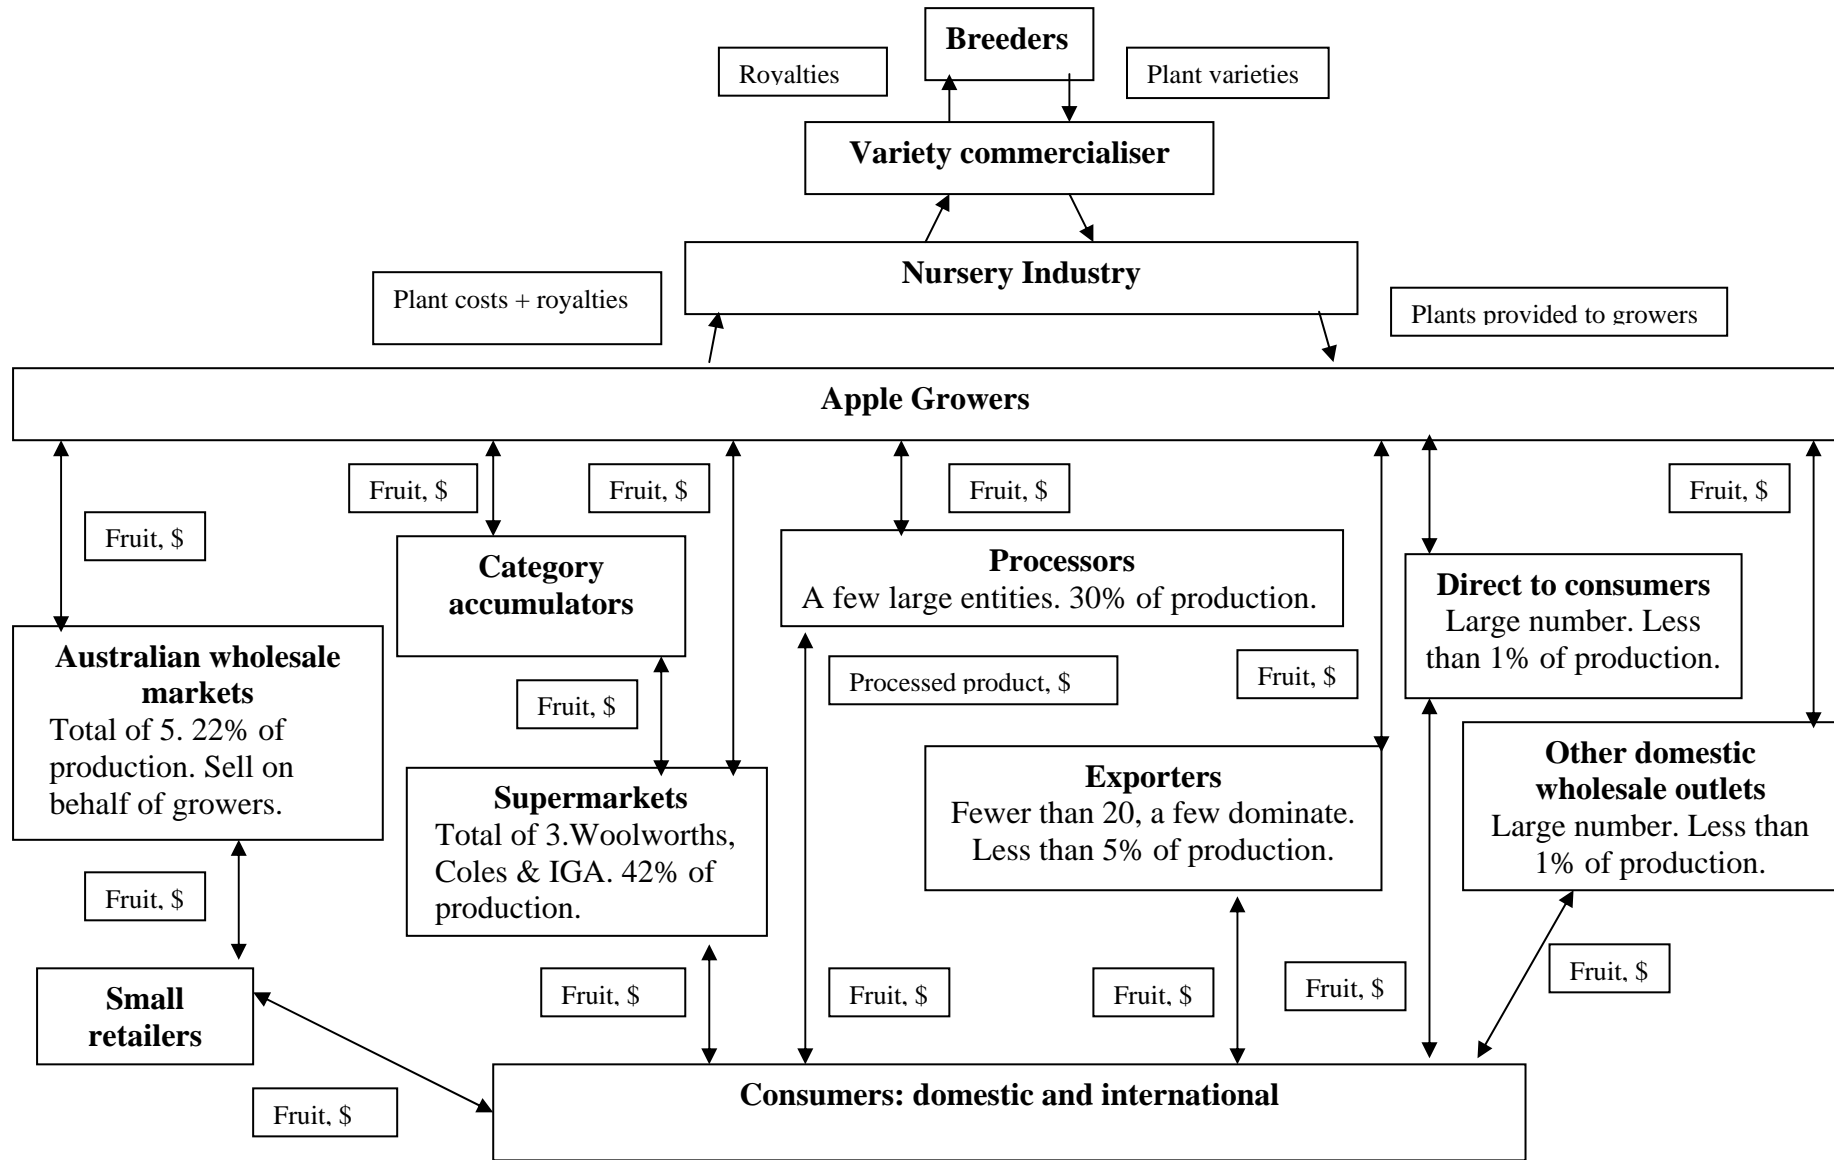 Breeders
Royalties
Plant varieties
Variety commercialiser
Nursery Industry
Plant costs + royalties
Plants provided to growers
Apple Growers
Fruit, $
Fruit, $
Fruit, $
Fruit, $
Fruit, $
Fruit, $
Category
accumulators
Processors
A few large entities. 30% of production.
Direct to consumers
Large number. Less
than 1% of production.
Australian wholesale
markets
Total of 5. 22% of
production. Sell on
behalf of growers.
Fruit, $
Processed product, $
Fruit, $
Supermarkets
Total of 3.Woolworths,
Coles & IGA. 42% of
production.
Exporters
Fewer than 20, a few dominate.
Less than 5% of production.
Other domestic
wholesale outlets
Large number. Less than
1% of production.
Fruit, $
Small
retailers
Fruit, $
Fruit, $
Fruit, $
Fruit, $
Fruit, $
Fruit, $
Consumers: domestic and international